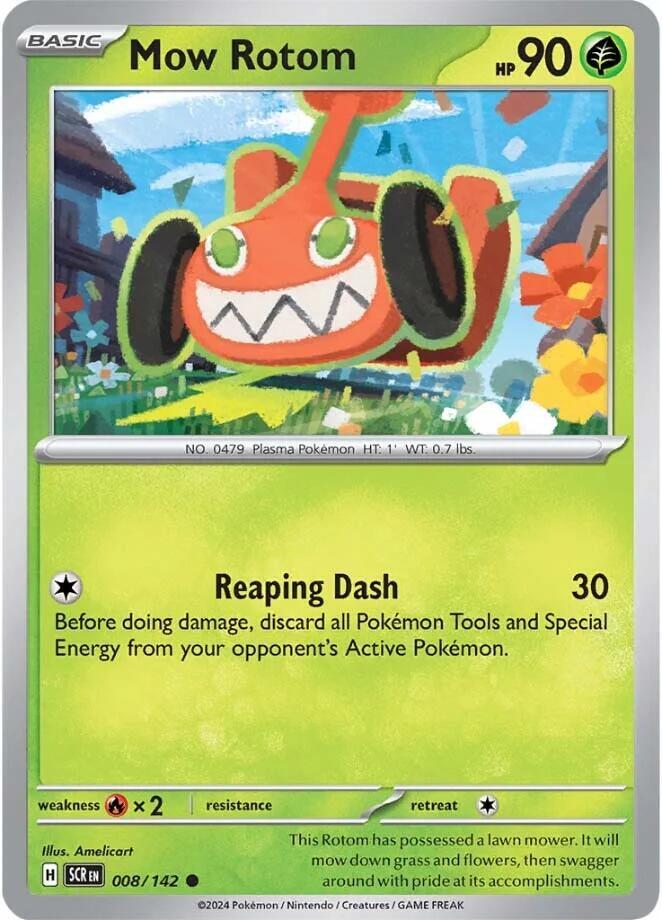 BASIC
Mow Rotom
HP 90
NO. 0479 Plasma Pokémon HT: 1' WT: 0.7 lbs.
Reaping Dash 30
Before doing damage, discard all Pokémon Tools and Special
Energy from your opponent's Active Pokémon.
weakness ×2 resistance retreat
Illus. Amelicart
This Rotom has possessed a lawn mower. It will
mow down grass and flowers, then swagger
around with pride at its accomplishments.
H SCR EN 008/142
©2024 Pokémon / Nintendo / Creatures / GAME FREAK